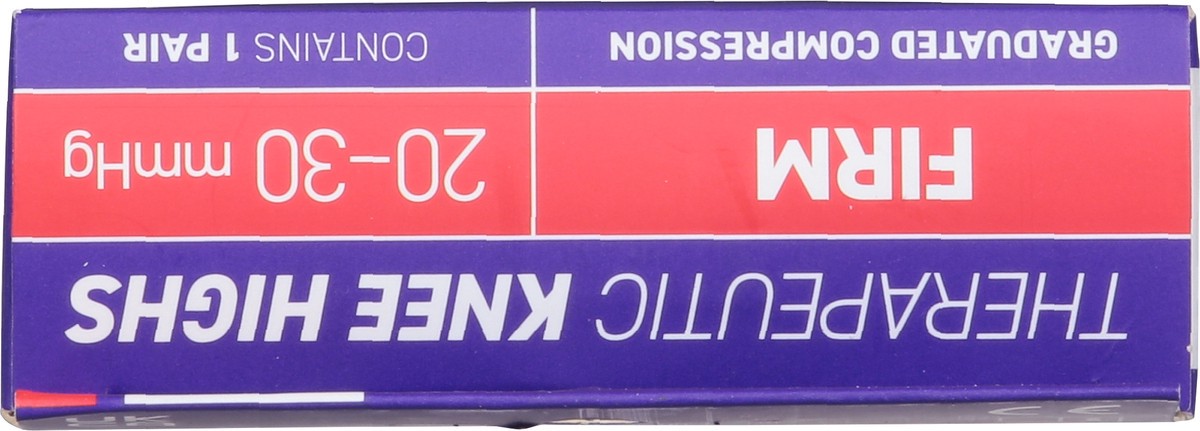 THERAPEUTIC KNEE HIGHS
FIRM
20-30 mmHg
GRADUATED COMPRESSION
CONTAINS 1 PAIR